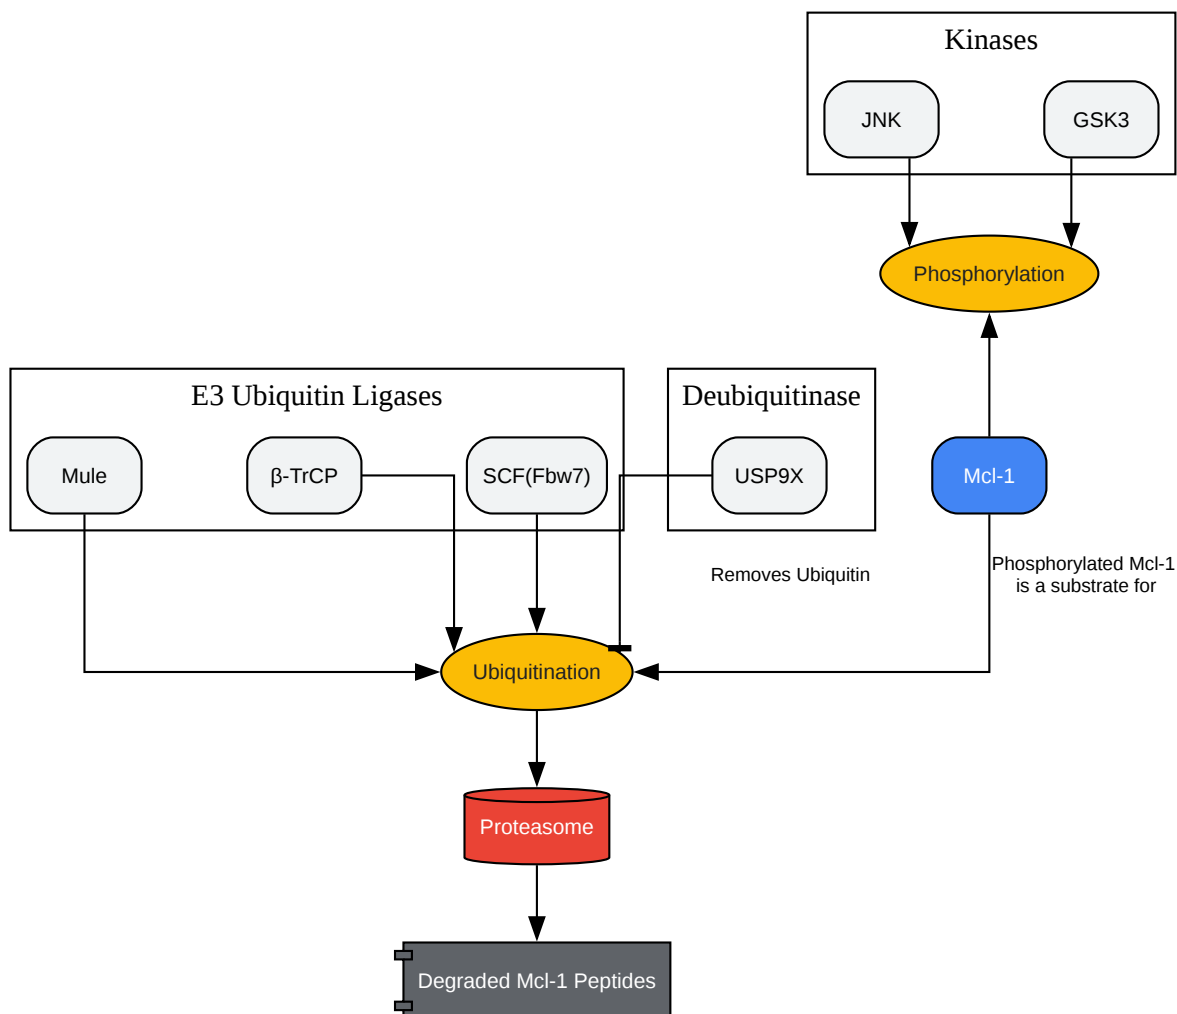 Kinases
JNK
GSK3
Phosphorylation
E3 Ubiquitin Ligases
Deubiquitinase
Mule
β-TrCP
SCF(Fbw7)
USP9X
Mcl-1
Removes Ubiquitin
Phosphorylated Mcl-1
is a substrate for
Ubiquitination
Proteasome
Degraded Mcl-1 Peptides